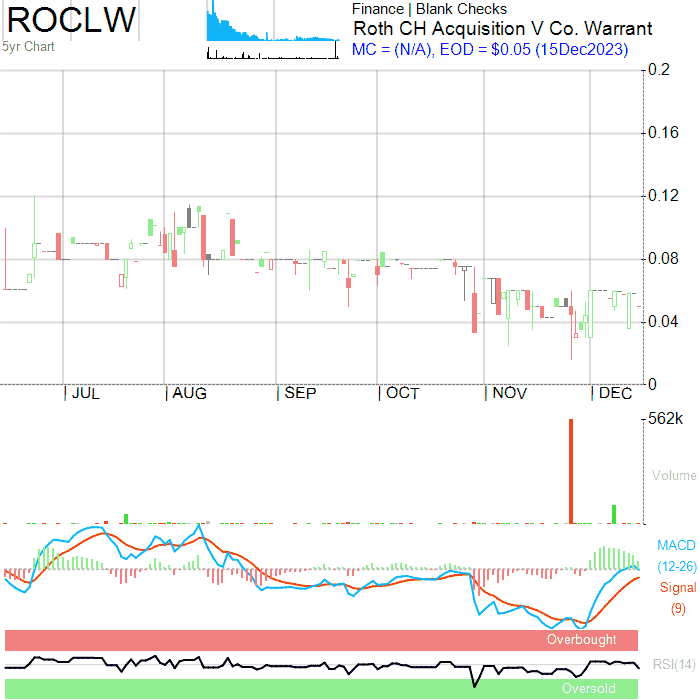 ROCLW
5yr Chart
Finance | Blank Checks
Roth CH Acquisition V Co. Warrant
MC = (N/A), EOD = $0.05 (15Dec2023)
0.2
0.16
0.12
0.08
0.04
0
JUL
AUG
SEP
OCT
NOV
DEC
562k
Volume
MACD
(12-26)
Signal
(9)
Overbought
RSI(14)
Oversold